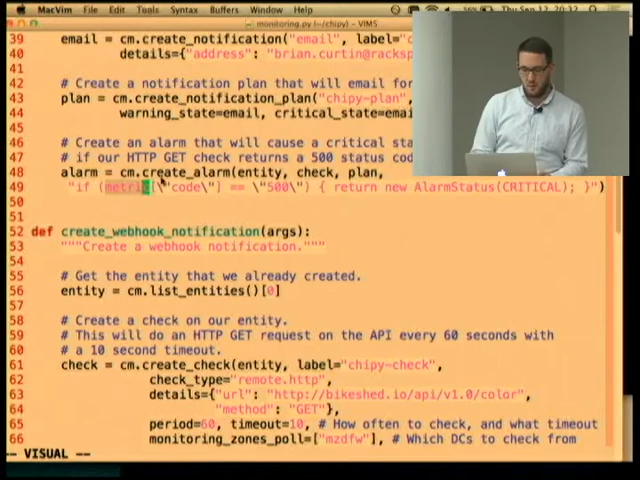 MacVim File Edit Tools Syntax Buffers Window Help
56% Thu Sep 12 20:32
monitoring.py (~/chipy) - VIM5
39 email = cm.create_notification("email", label="c
40 details={"address": "brian.curtin@racksp
41
42 # Create a notification plan that will email for
43 plan = cm.create_notification_plan("chipy-plan",
44 warning_state=email, critical_state=emai
45
46 # Create an alarm that will cause a critical sta
47 # if our HTTP GET check returns a 500 status cod
48 alarm = cm.create_alarm(entity, check, plan,
49 "if (metric[\"code\"] == \"500\") { return new AlarmStatus(CRITICAL); }")
50
51
52 def create_webhook_notification(args):
53 """Create a webhook notification."""
54
55 # Get the entity that we already created.
56 entity = cm.list_entities()[0]
57
58 # Create a check on our entity.
59 # This will do an HTTP GET request on the API every 60 seconds with
60 # a 10 second timeout.
61 check = cm.create_check(entity, label="chipy-check",
62 check_type="remote.http",
63 details={"url": "http://bikeshed.io/api/v1.0/color",
64 "method": "GET"},
65 period=60, timeout=10, # How often to check, and what timeout
66 monitoring_zones_poll=["mzdfw"], # Which DCs to check from
-- VISUAL --